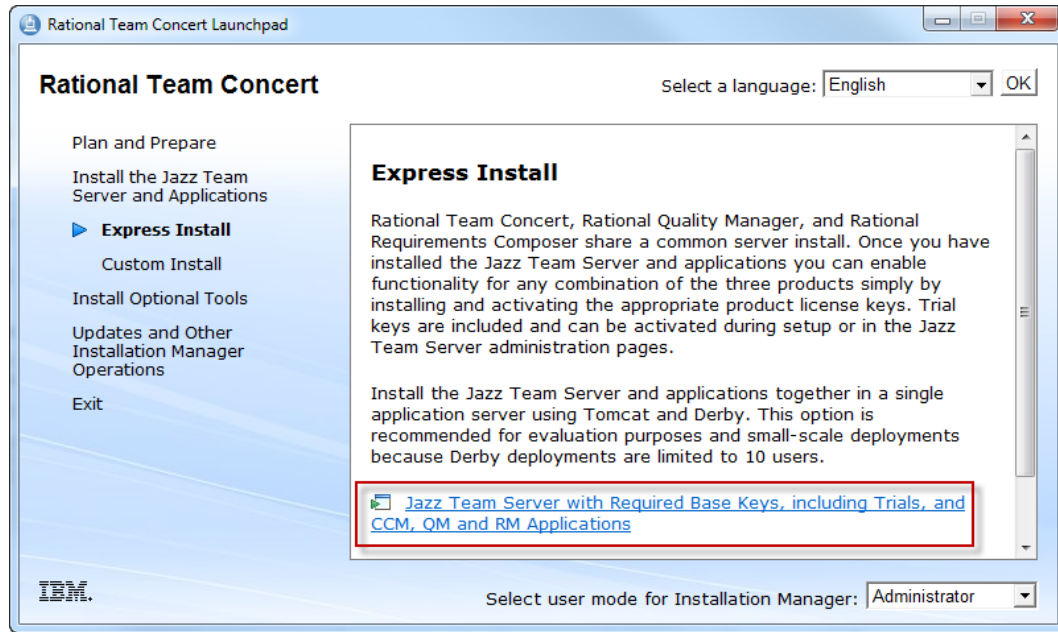 Rational Team Concert Launchpad
Rational Team Concert
Select a language: English OK
Plan and Prepare
Install the Jazz Team
Server and Applications
Express Install
Custom Install
Install Optional Tools
Updates and Other
Installation Manager
Operations
Exit
Express Install
Rational Team Concert, Rational Quality Manager, and Rational
Requirements Composer share a common server install. Once you have
installed the Jazz Team Server and applications you can enable
functionality for any combination of the three products simply by
installing and activating the appropriate product license keys. Trial
keys are included and can be activated during setup or in the Jazz
Team Server administration pages.
Install the Jazz Team Server and applications together in a single
application server using Tomcat and Derby. This option is
recommended for evaluation purposes and small-scale deployments
because Derby deployments are limited to 10 users.
Jazz Team Server with Required Base Keys, including Trials, and
CCM, QM and RM Applications
IBM.
Select user mode for Installation Manager: Administrator